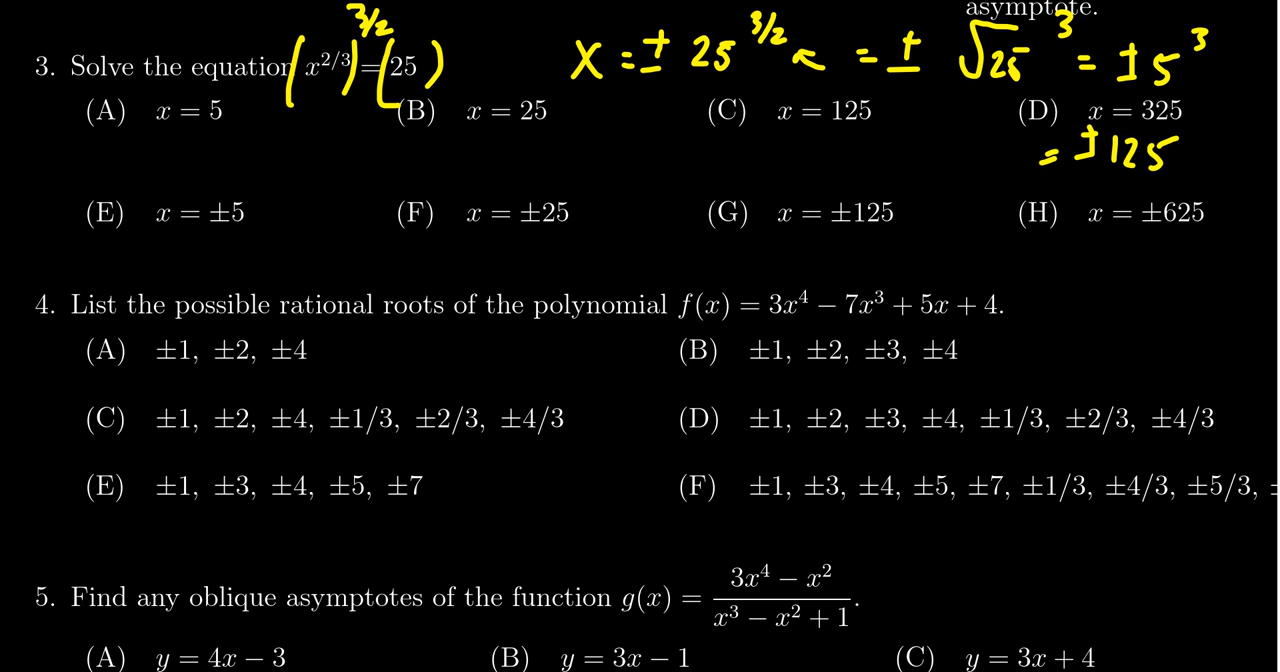 asymptote.
3. Solve the equation (x^{2/3})^{3/2} = (25) x = ± 25^{3/2} ↖ = ± √25^3 = ± 5^3
(A) x = 5 (B) x = 25 (C) x = 125 (D) x = 325
= ± 125
(E) x = ±5 (F) x = ±25 (G) x = ±125 (H) x = ±625
4. List the possible rational roots of the polynomial f(x) = 3x^4 − 7x^3 + 5x + 4.
(A) ±1, ±2, ±4 (B) ±1, ±2, ±3, ±4
(C) ±1, ±2, ±4, ±1/3, ±2/3, ±4/3 (D) ±1, ±2, ±3, ±4, ±1/3, ±2/3, ±4/3
(E) ±1, ±3, ±4, ±5, ±7 (F) ±1, ±3, ±4, ±5, ±7, ±1/3, ±4/3, ±5/3,
5. Find any oblique asymptotes of the function g(x) = \frac{3x^4 − x^2}{x^3 − x^2 + 1}.
(A) y = 4x − 3 (B) y = 3x − 1 (C) y = 3x + 4